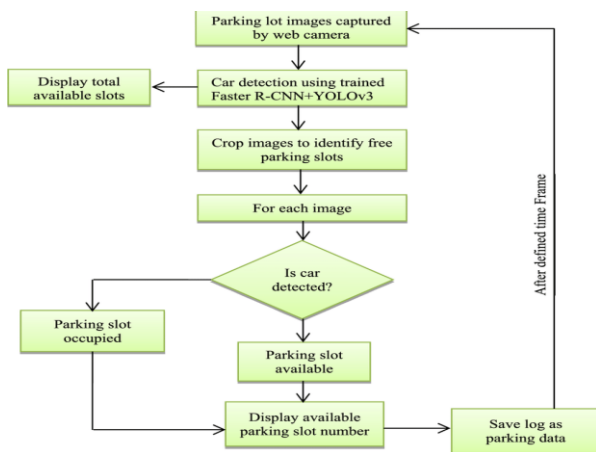 Parking lot images captured
by web camera
Display total
available slots
Car detection using trained
Faster R-CNN+YOLOv3
Crop images to identify free
parking slots
For each image
Is car
detected?
Parking slot
occupied
Parking slot
available
Display available
parking slot number
Save log as
parking data
After defined time Frame